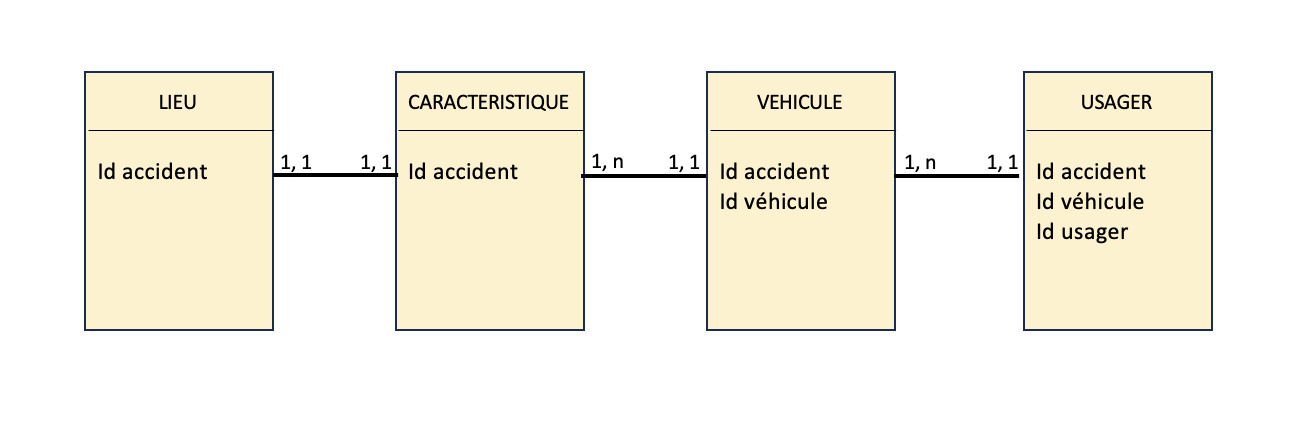 LIEU
CARACTERISTIQUE
VEHICULE
USAGER
1, 1
1, 1
1, n
1, 1
1, n
1, 1
Id accident
Id accident
Id accident
Id véhicule
Id accident
Id véhicule
Id usager